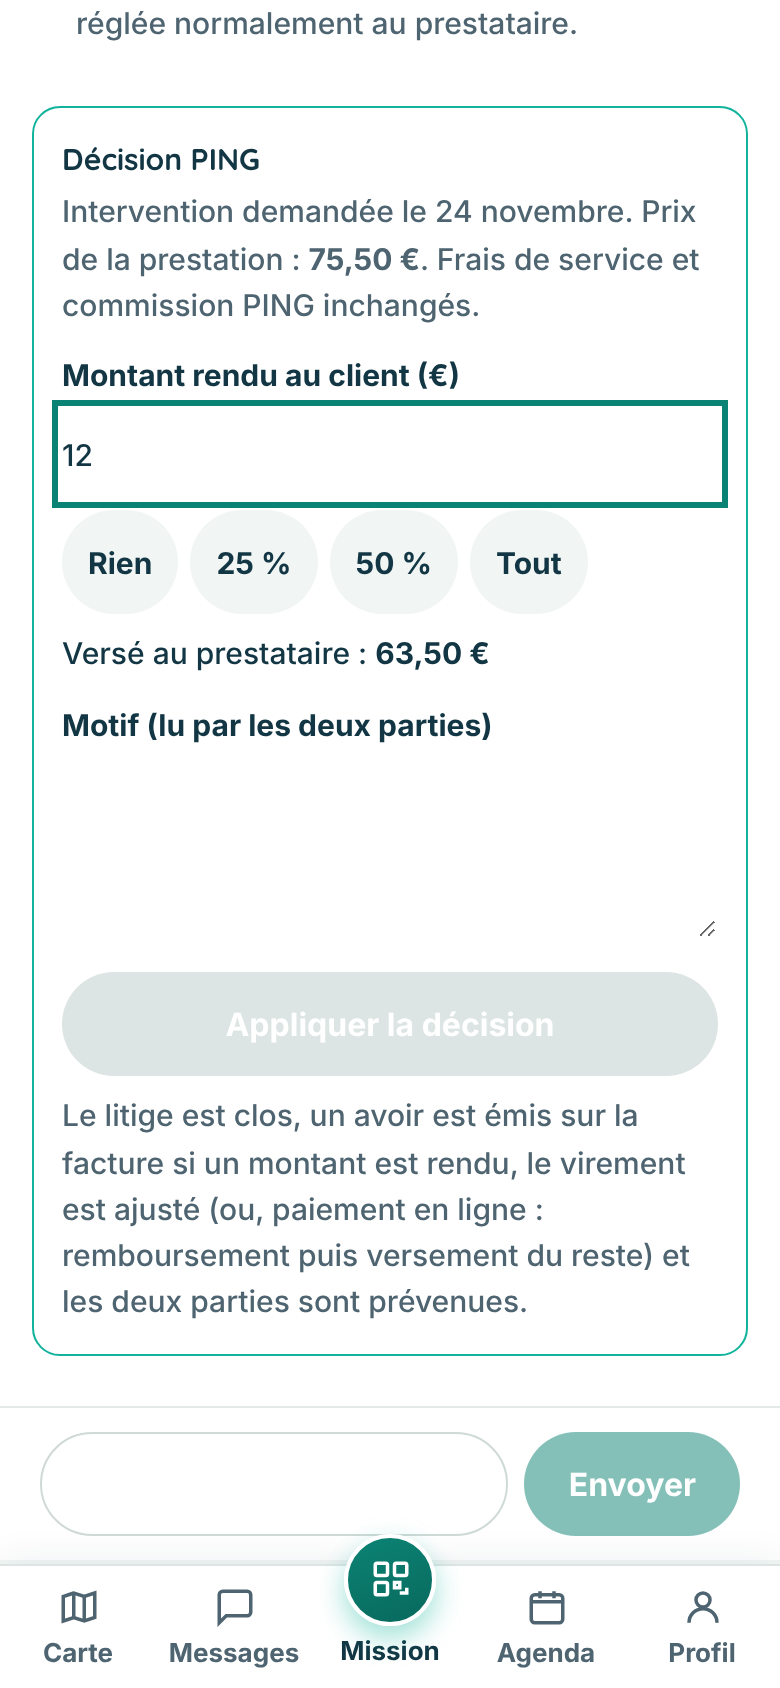 réglée normalement au prestataire.
Décision PING
Intervention demandée le 24 novembre. Prix
de la prestation : 75,50 €. Frais de service et
commission PING inchangés.
Montant rendu au client (€)
12
Rien
25 %
50 %
Tout
Versé au prestataire : 63,50 €
Motif (lu par les deux parties)
Appliquer la décision
Le litige est clos, un avoir est émis sur la
facture si un montant est rendu, le virement
est ajusté (ou, paiement en ligne :
remboursement puis versement du reste) et
les deux parties sont prévenues.
Envoyer
Carte
Messages
Mission
Agenda
Profil